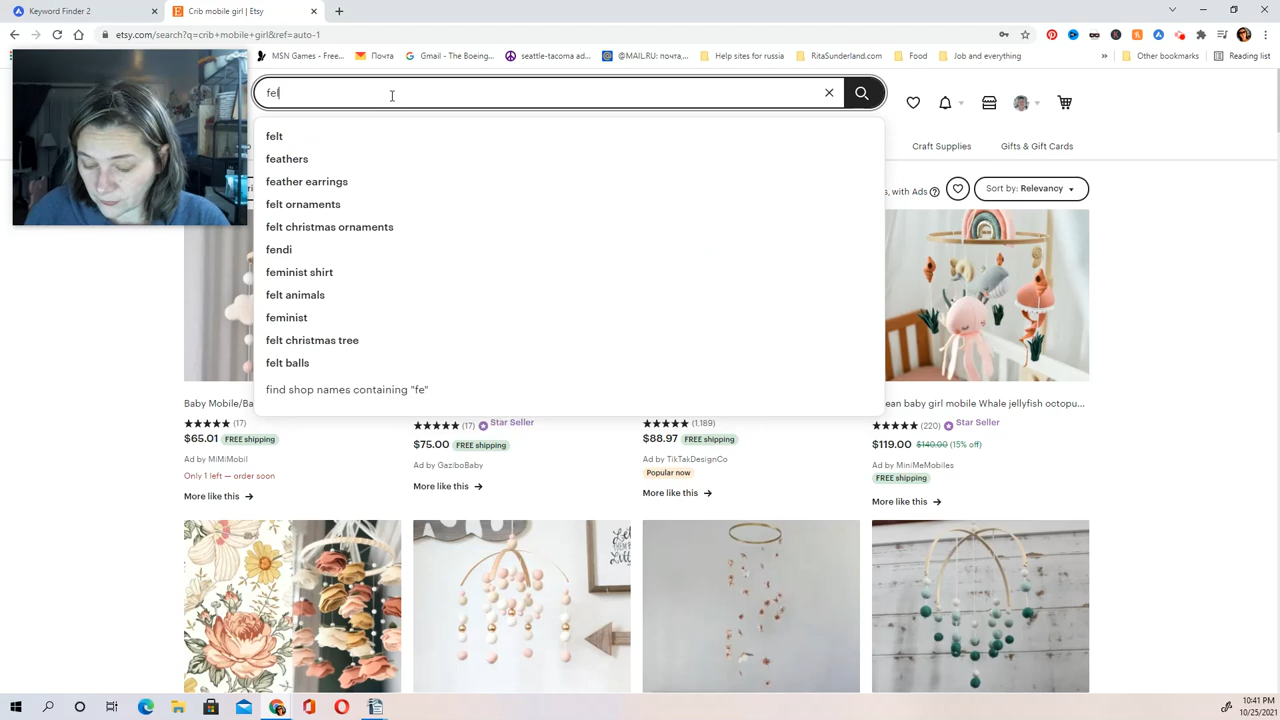 Keyword Finder 2
Crib mobile girl | Etsy
etsy.com/search?q=crib+mobile+girl&ref=auto-1
MSN Games - Free...
Почта
Gmail - The Boeing...
seattle-tacoma ad...
@MAIL.RU: почта,...
Help sites for russia
RitaSunderland.com
Food
Job and everything
»
Other bookmarks
Reading list
fel
felt
feathers
feather earrings
felt ornaments
felt christmas ornaments
fendi
feminist shirt
felt animals
feminist
felt christmas tree
felt balls
find shop names containing "fe"
Craft Supplies
Gifts & Gift Cards
s, with Ads
Sort by: Relevancy
Baby Mobile/Ba
(17)
$65.01 FREE shipping
Ad by MiMiMobil
Only 1 left — order soon
More like this →
(17) Star Seller
$75.00 FREE shipping
Ad by GaziboBaby
More like this →
(1,189)
$88.97 FREE shipping
Ad by TikTakDesignCo
Popular now
More like this →
ean baby girl mobile Whale jellyfish octopu...
(220) Star Seller
$119.00 $140.00 (15% off)
Ad by MiniMeMobiles
FREE shipping
More like this →
10:41 PM
10/25/2021